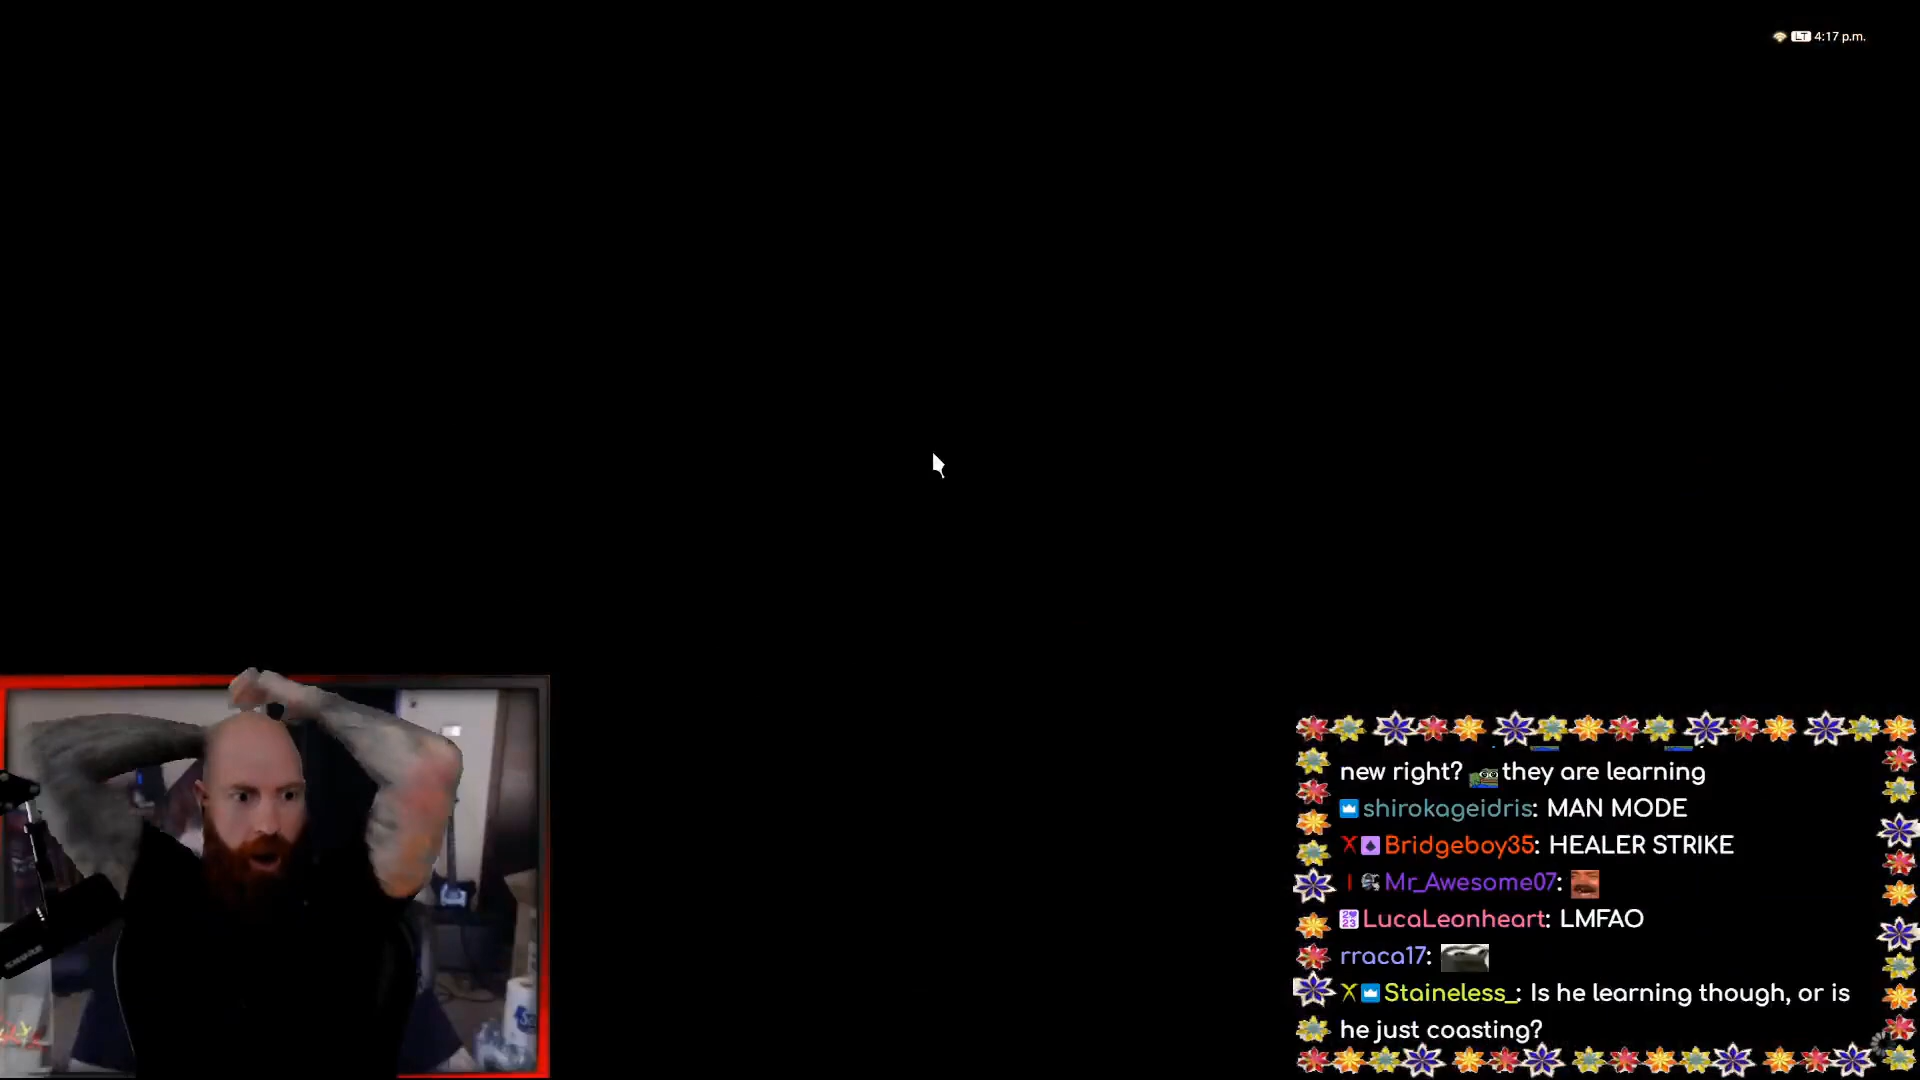 LT 4:17 p.m.
new right? they are learning
shirokageidris: MAN MODE
Bridgeboy35: HEALER STRIKE
Mr_Awesome07:
LucaLeonheart: LMFAO
rraca17:
Staineless_: Is he learning though, or is
he just coasting?